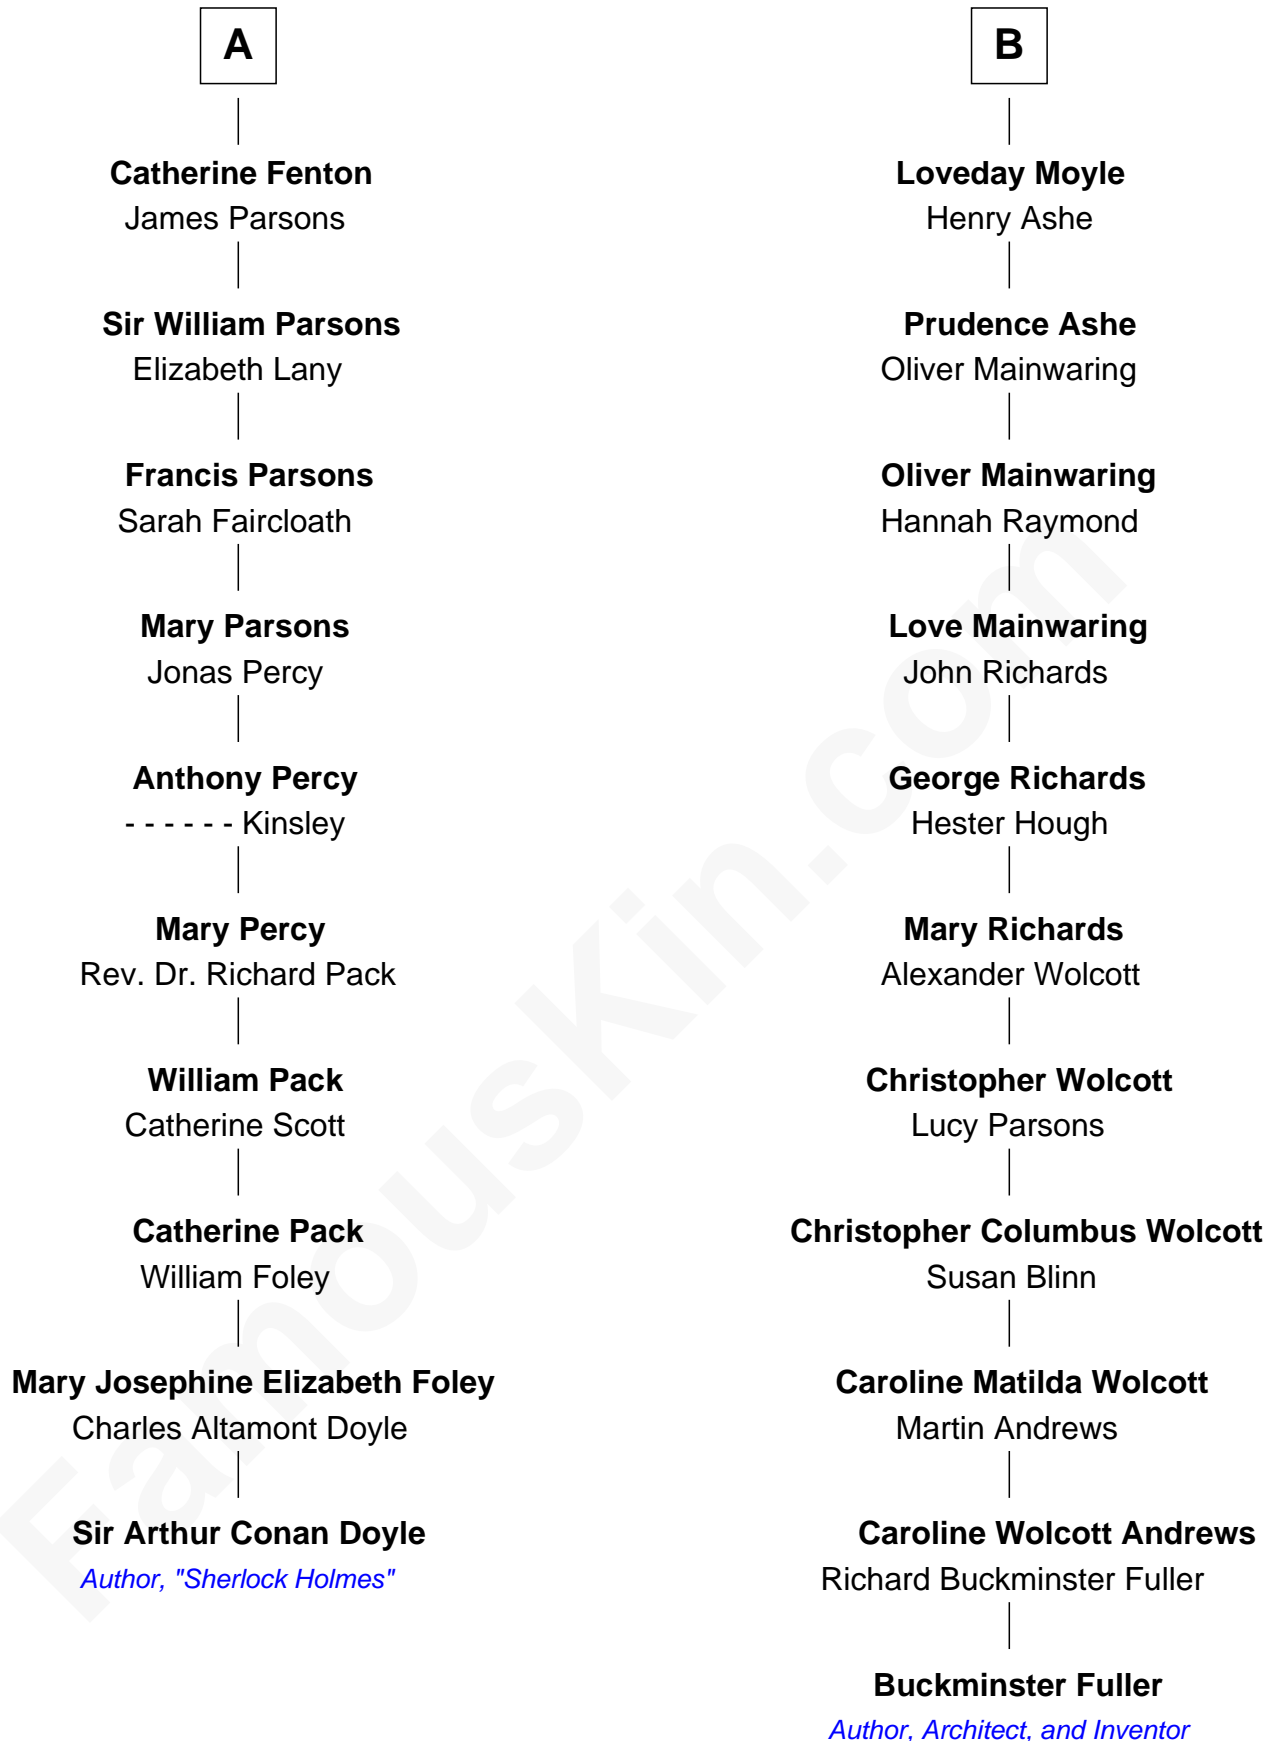 A
Catherine Fenton
James Parsons
Sir William Parsons
Elizabeth Lany
Francis Parsons
Sarah Faircloath
Mary Parsons
Jonas Percy
Anthony Percy
- - - - - - Kinsley
Mary Percy
Rev. Dr. Richard Pack
William Pack
Catherine Scott
Catherine Pack
William Foley
Mary Josephine Elizabeth Foley
Charles Altamont Doyle
Sir Arthur Conan Doyle
Author, "Sherlock Holmes"
B
Loveday Moyle
Henry Ashe
Prudence Ashe
Oliver Mainwaring
Oliver Mainwaring
Hannah Raymond
Love Mainwaring
John Richards
George Richards
Hester Hough
Mary Richards
Alexander Wolcott
Christopher Wolcott
Lucy Parsons
Christopher Columbus Wolcott
Susan Blinn
Caroline Matilda Wolcott
Martin Andrews
Caroline Wolcott Andrews
Richard Buckminster Fuller
Buckminster Fuller
Author, Architect, and Inventor
FamousKin.com